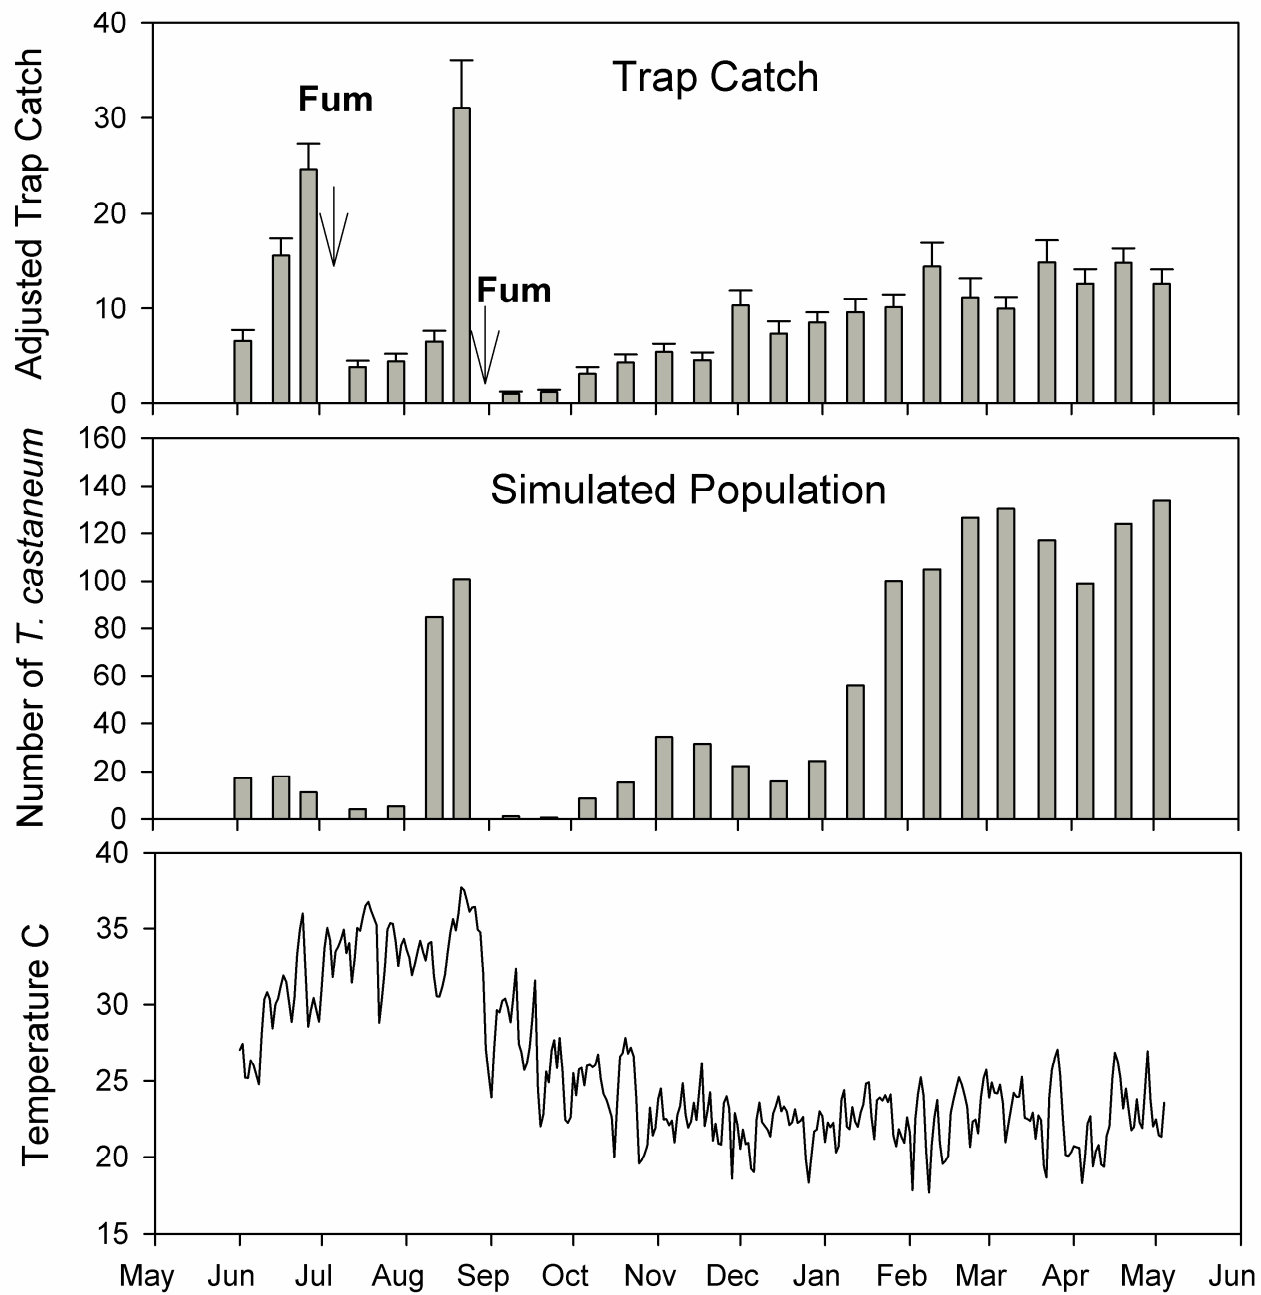 Trap Catch
Adjusted Trap Catch
40
30
20
10
0
Fum
Fum
Simulated Population
Number of T. castaneum
160
140
120
100
80
60
40
20
0
Temperature C
40
35
30
25
20
15
May Jun Jul Aug Sep Oct Nov Dec Jan Feb Mar Apr May Jun